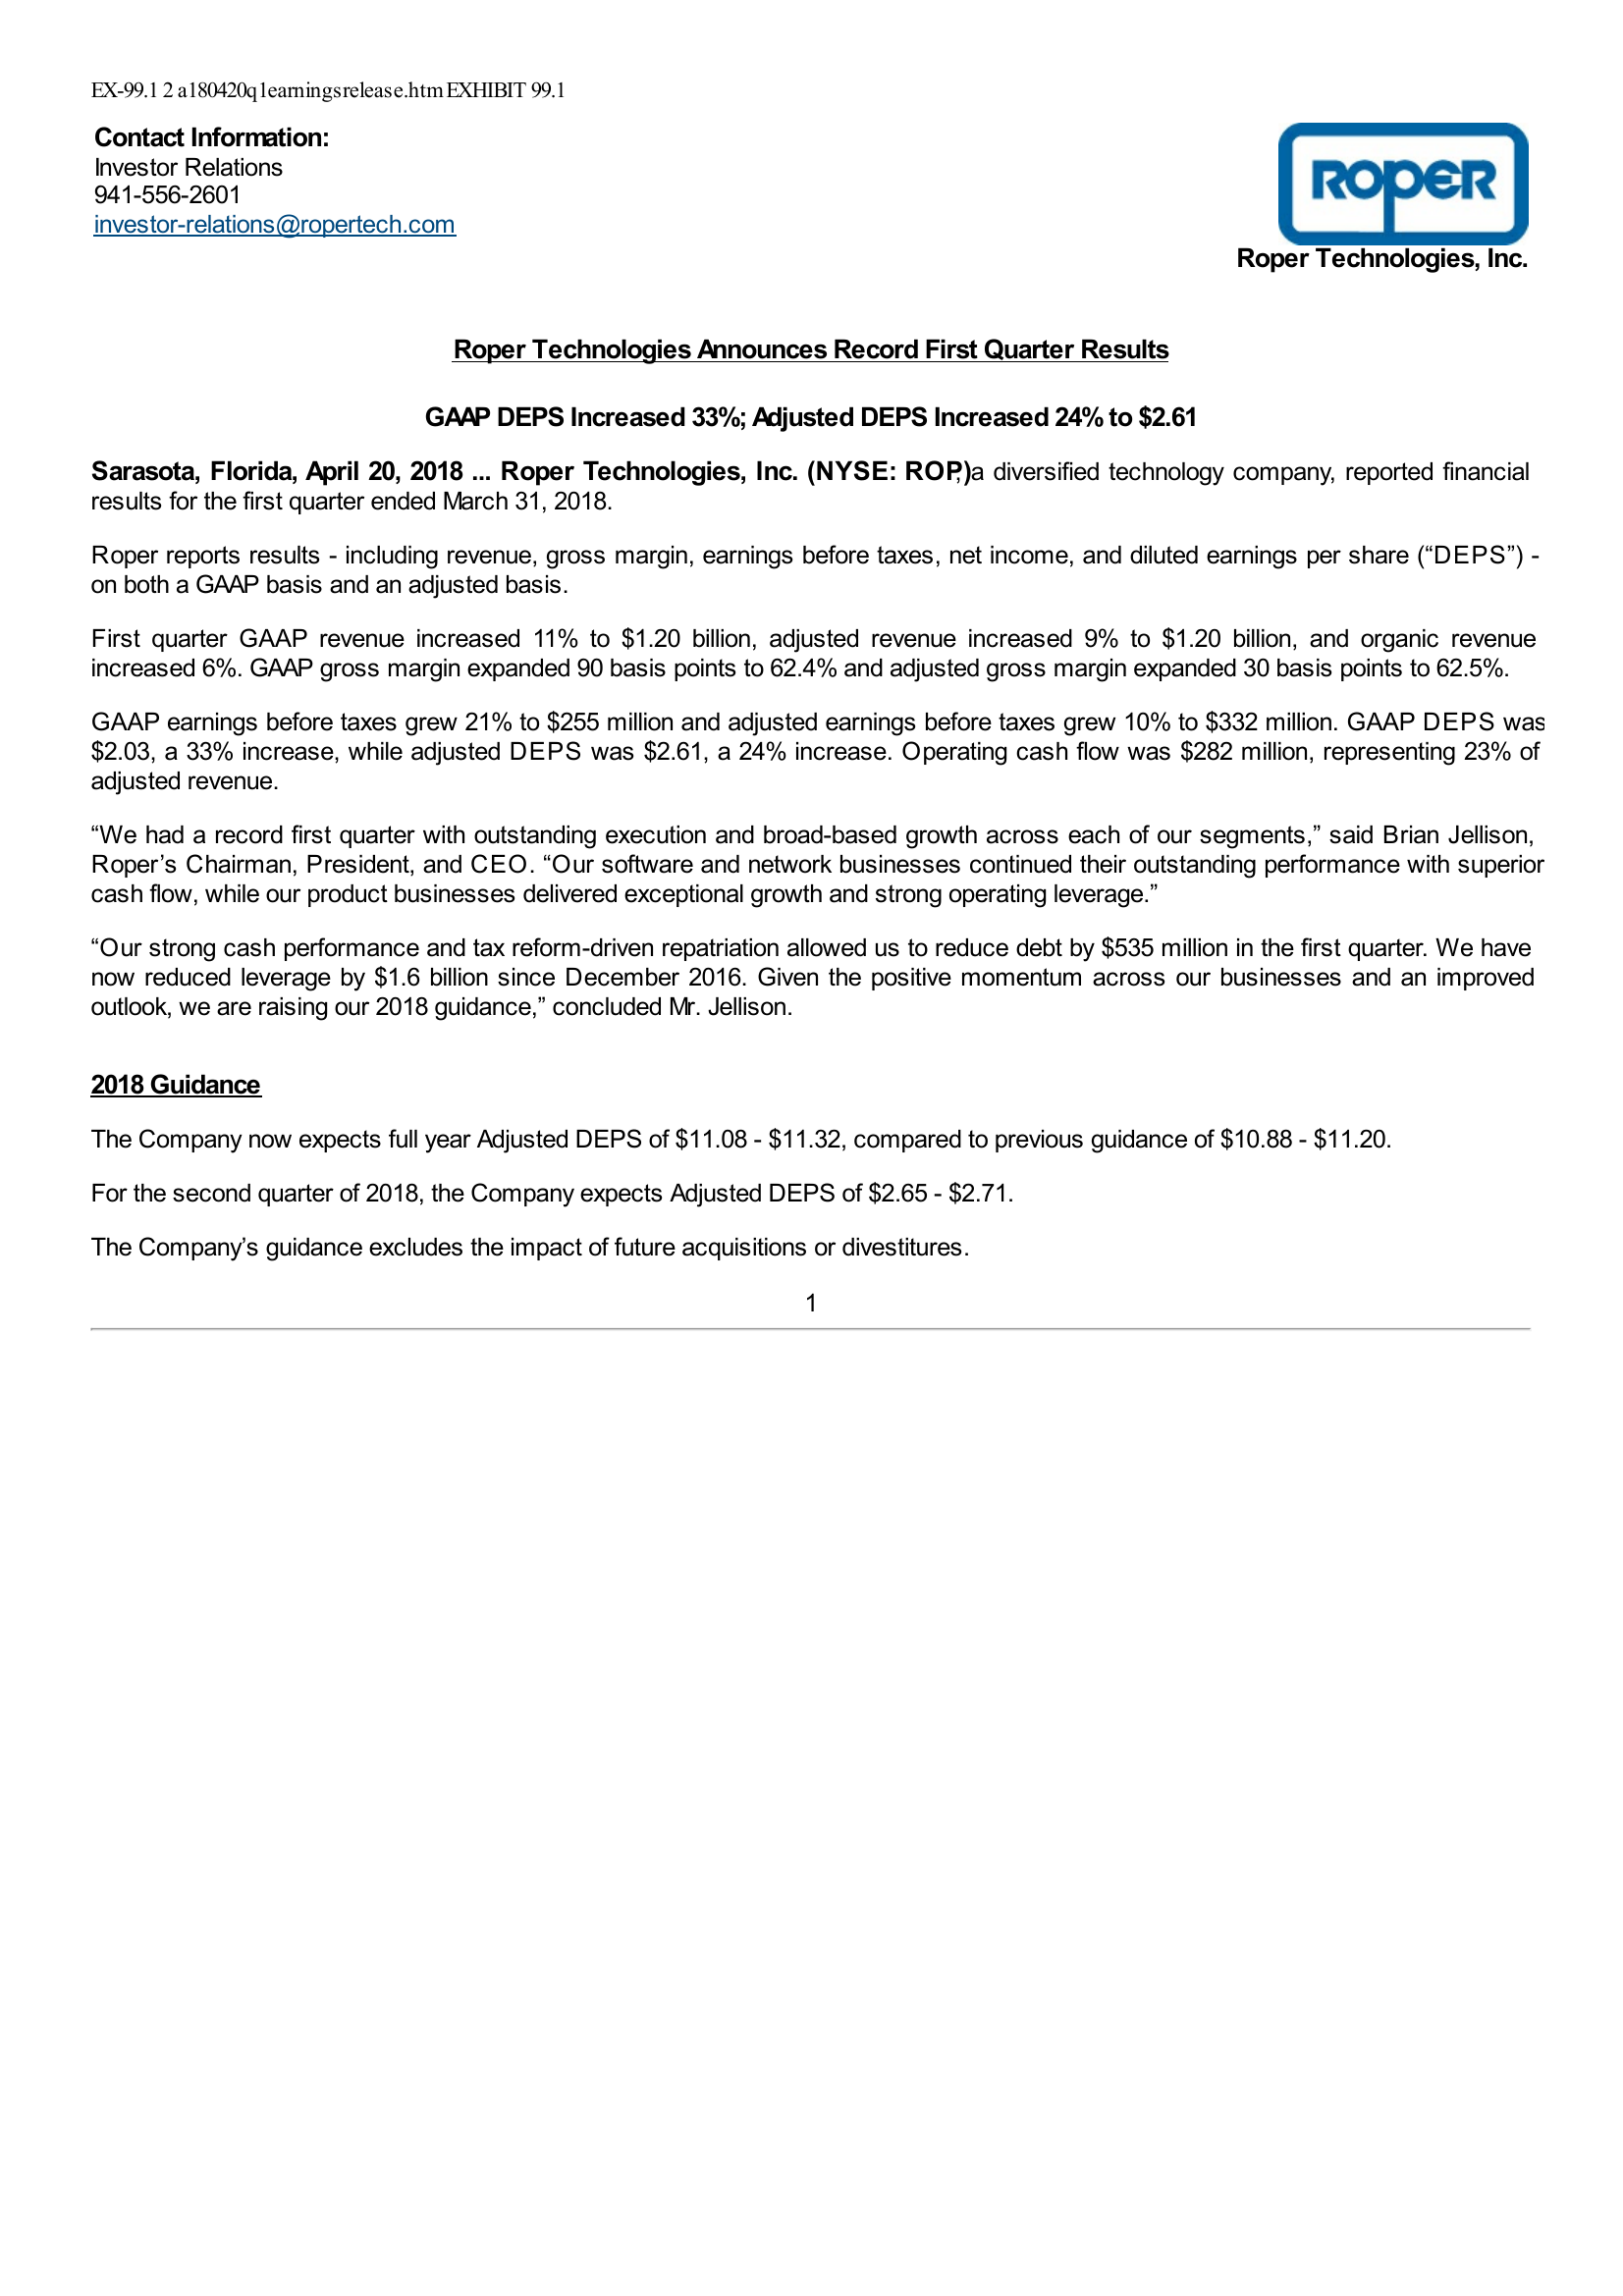 EX-99.1 2 a180420q1earningsrelease.htm EXHIBIT 99.1
Contact Information:
Investor Relations
941-556-2601
investor-relations@ropertech.com
ROPER
Roper Technologies, Inc.
Roper Technologies Announces Record First Quarter Results
GAAP DEPS Increased 33%; Adjusted DEPS Increased 24% to $2.61
Sarasota, Florida, April 20, 2018 ... Roper Technologies, Inc. (NYSE: ROP), a diversified technology company, reported financial
results for the first quarter ended March 31, 2018.
Roper reports results - including revenue, gross margin, earnings before taxes, net income, and diluted earnings per share (“DEPS”) -
on both a GAAP basis and an adjusted basis.
First quarter GAAP revenue increased 11% to $1.20 billion, adjusted revenue increased 9% to $1.20 billion, and organic revenue
increased 6%. GAAP gross margin expanded 90 basis points to 62.4% and adjusted gross margin expanded 30 basis points to 62.5%.
GAAP earnings before taxes grew 21% to $255 million and adjusted earnings before taxes grew 10% to $332 million. GAAP DEPS was
$2.03, a 33% increase, while adjusted DEPS was $2.61, a 24% increase. Operating cash flow was $282 million, representing 23% of
adjusted revenue.
“We had a record first quarter with outstanding execution and broad-based growth across each of our segments,” said Brian Jellison,
Roper’s Chairman, President, and CEO. “Our software and network businesses continued their outstanding performance with superior
cash flow, while our product businesses delivered exceptional growth and strong operating leverage.”
“Our strong cash performance and tax reform-driven repatriation allowed us to reduce debt by $535 million in the first quarter. We have
now reduced leverage by $1.6 billion since December 2016. Given the positive momentum across our businesses and an improved
outlook, we are raising our 2018 guidance,” concluded Mr. Jellison.
2018 Guidance
The Company now expects full year Adjusted DEPS of $11.08 - $11.32, compared to previous guidance of $10.88 - $11.20.
For the second quarter of 2018, the Company expects Adjusted DEPS of $2.65 - $2.71.
The Company’s guidance excludes the impact of future acquisitions or divestitures.
1